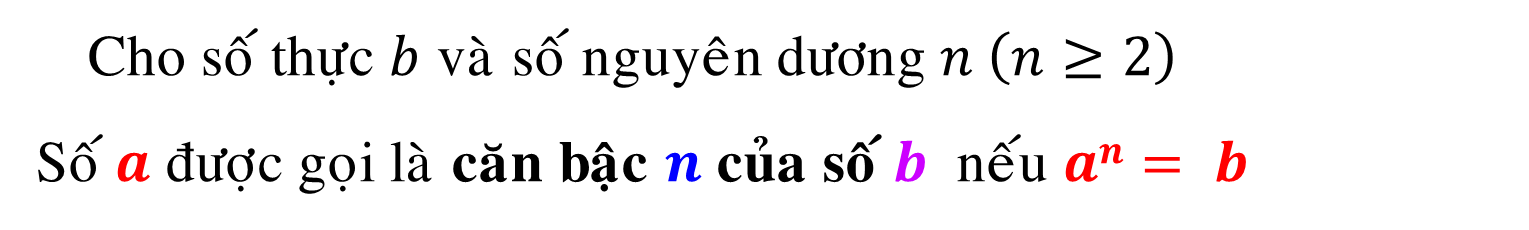 Cho số thực b và số nguyên dương n (n ≥ 2)
Số a được gọi là căn bậc n của số b nếu aⁿ = b